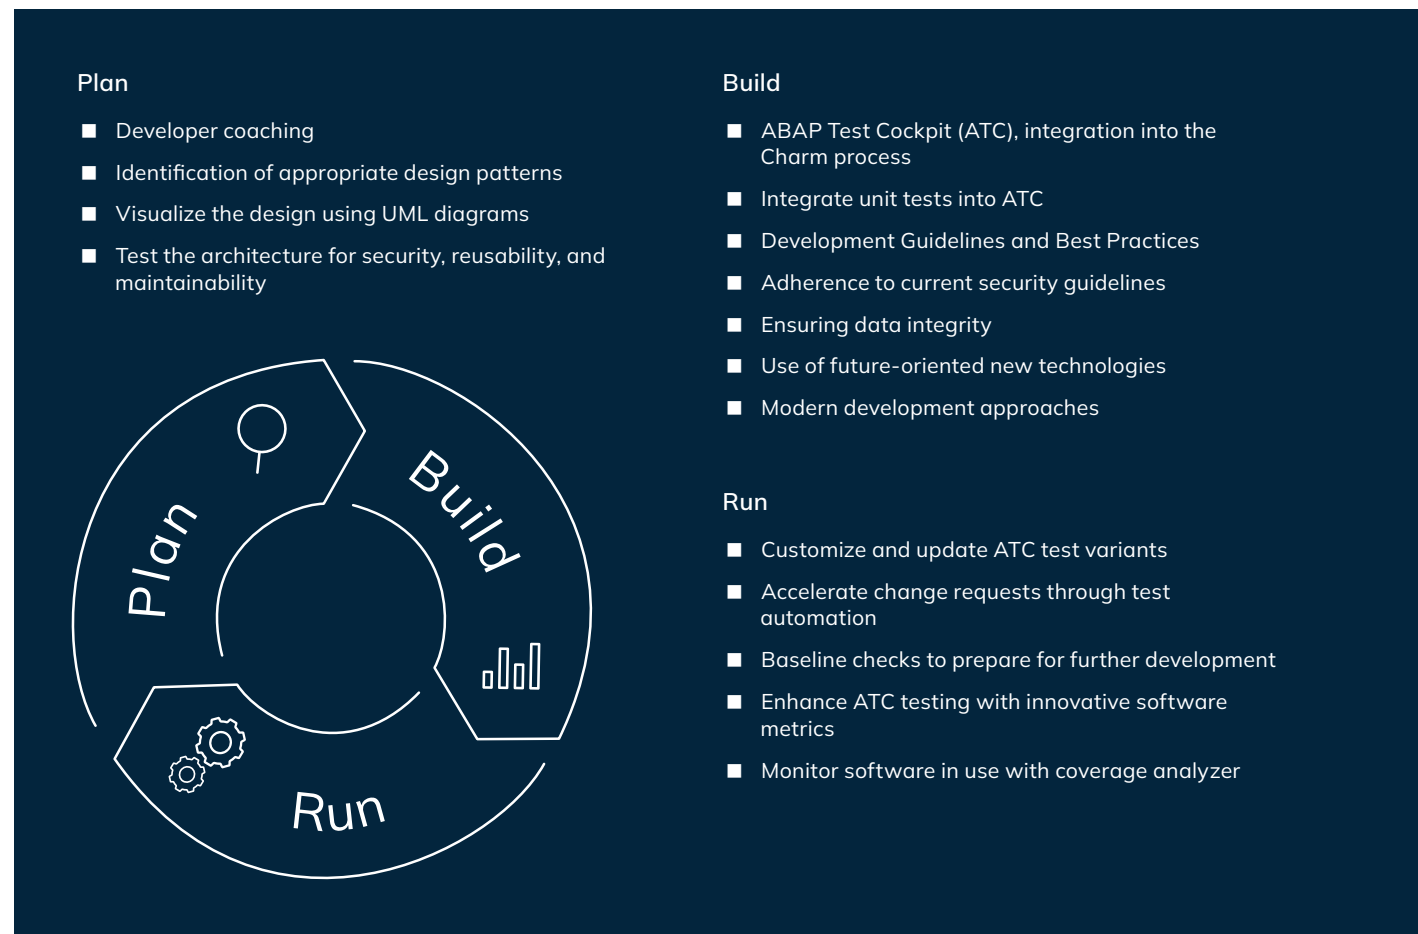 Plan
Developer coaching
Identification of appropriate design patterns
Visualize the design using UML diagrams
Test the architecture for security, reusability, and
maintainability
Plan
Build
Run
Build
ABAP Test Cockpit (ATC), integration into the
Charm process
Integrate unit tests into ATC
Development Guidelines and Best Practices
Adherence to current security guidelines
Ensuring data integrity
Use of future-oriented new technologies
Modern development approaches
Run
Customize and update ATC test variants
Accelerate change requests through test
automation
Baseline checks to prepare for further development
Enhance ATC testing with innovative software
metrics
Monitor software in use with coverage analyzer